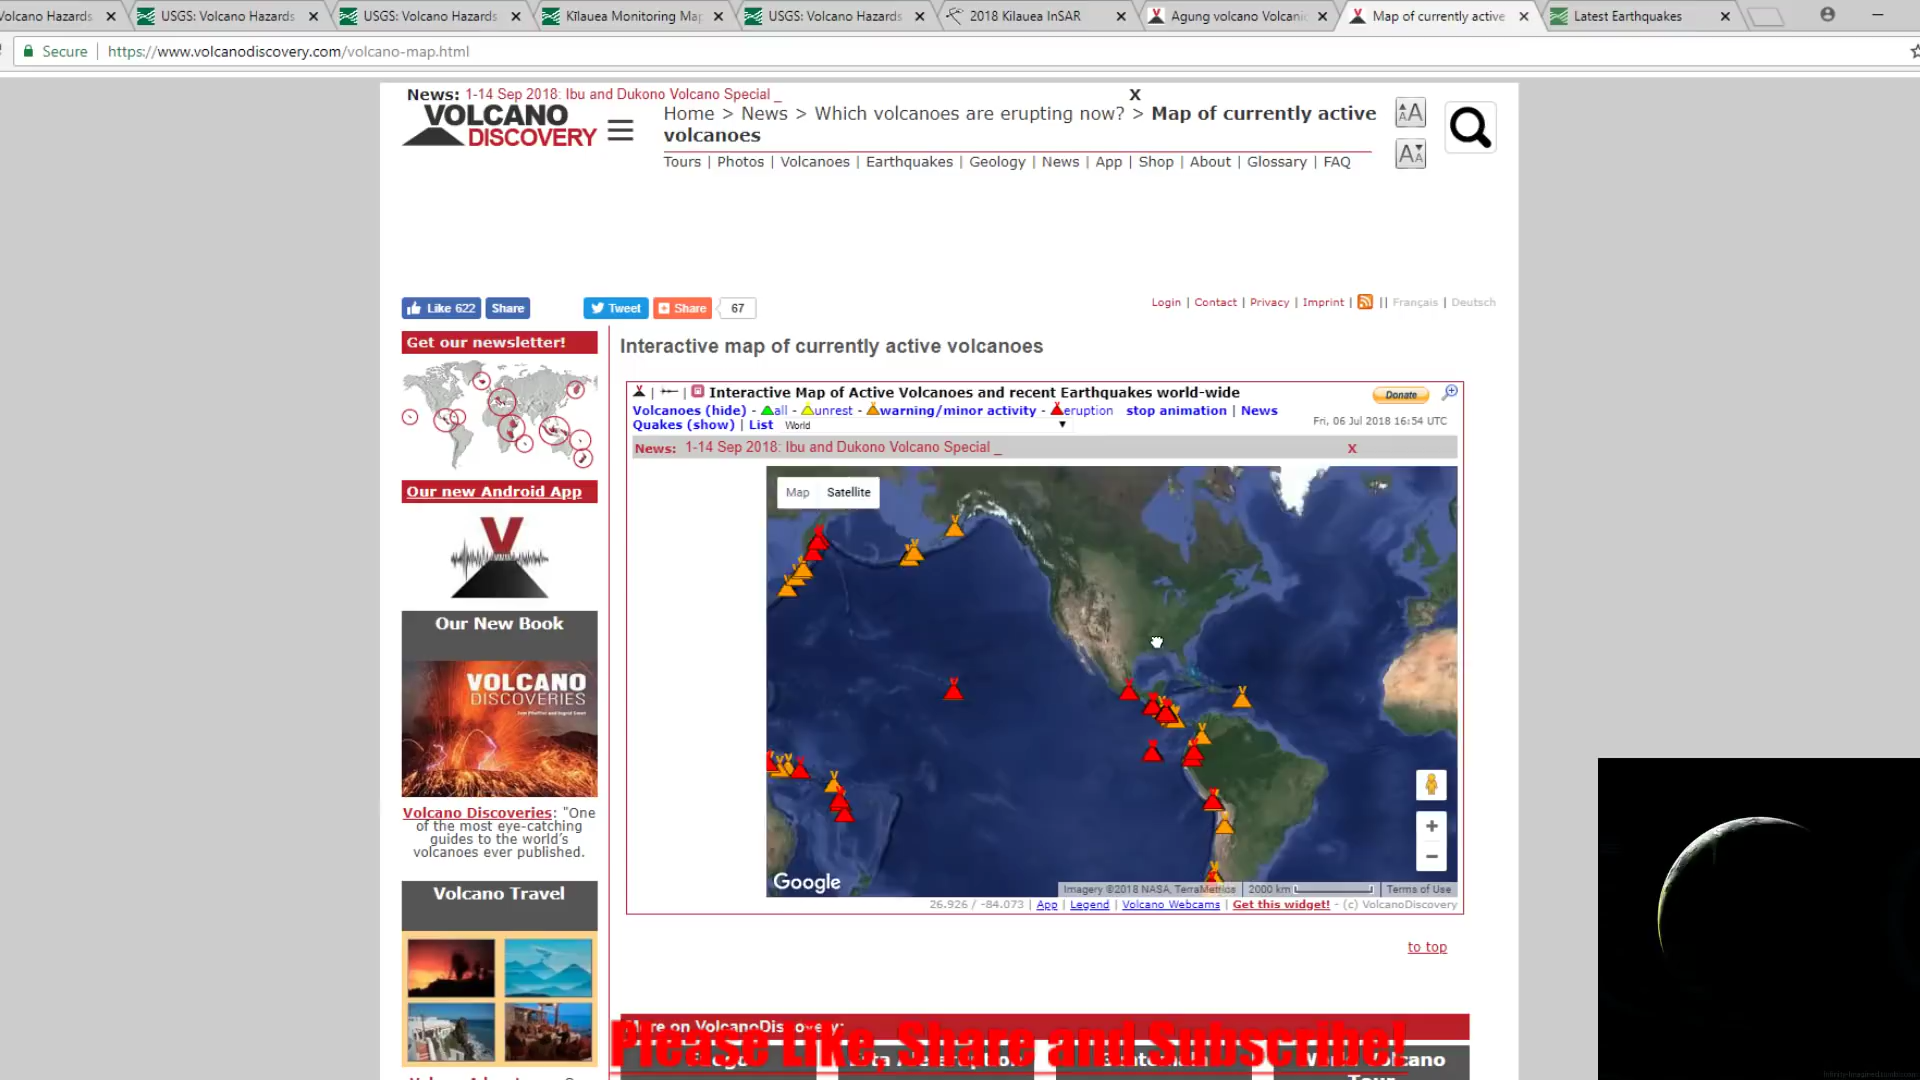 Volcano Hazards
USGS: Volcano Hazards
USGS: Volcano Hazards
Kīlauea Monitoring Map
USGS: Volcano Hazards
2018 Kilauea InSAR
Agung volcano Volcani
Map of currently active
Latest Earthquakes
Secure
https://www.volcanodiscovery.com/volcano-map.html
News: 1-14 Sep 2018: Ibu and Dukono Volcano Special _ X
VOLCANO
DISCOVERY
Home > News > Which volcanoes are erupting now? > Map of currently active
volcanoes
Tours | Photos | Volcanoes | Earthquakes | Geology | News | App | Shop | About | Glossary | FAQ
AA
AA
Like 622 Share Tweet Share 67
Login | Contact | Privacy | Imprint | || Français | Deutsch
Get our newsletter!
Our new Android App
Our New Book
VOLCANO
DISCOVERIES
Volcano Discoveries: "One
of the most eye-catching
guides to the world's
volcanoes ever published.
Volcano Travel
Interactive map of currently active volcanoes
Interactive Map of Active Volcanoes and recent Earthquakes world-wide
Donate
Volcanoes (hide) - all - unrest - warning/minor activity - eruption stop animation | News
Quakes (show) | List World
Fri, 06 Jul 2018 16:54 UTC
News: 1-14 Sep 2018: Ibu and Dukono Volcano Special _ X
Map Satellite
+
−
Google
Imagery ©2018 NASA, TerraMetrics 2000 km Terms of Use
26.926 / -84.073 | App | Legend | Volcano Webcams | Get this widget! - (c) VolcanoDiscovery
to top
More on VolcanoDiscovery:
Please Like, Share and Subscribe!